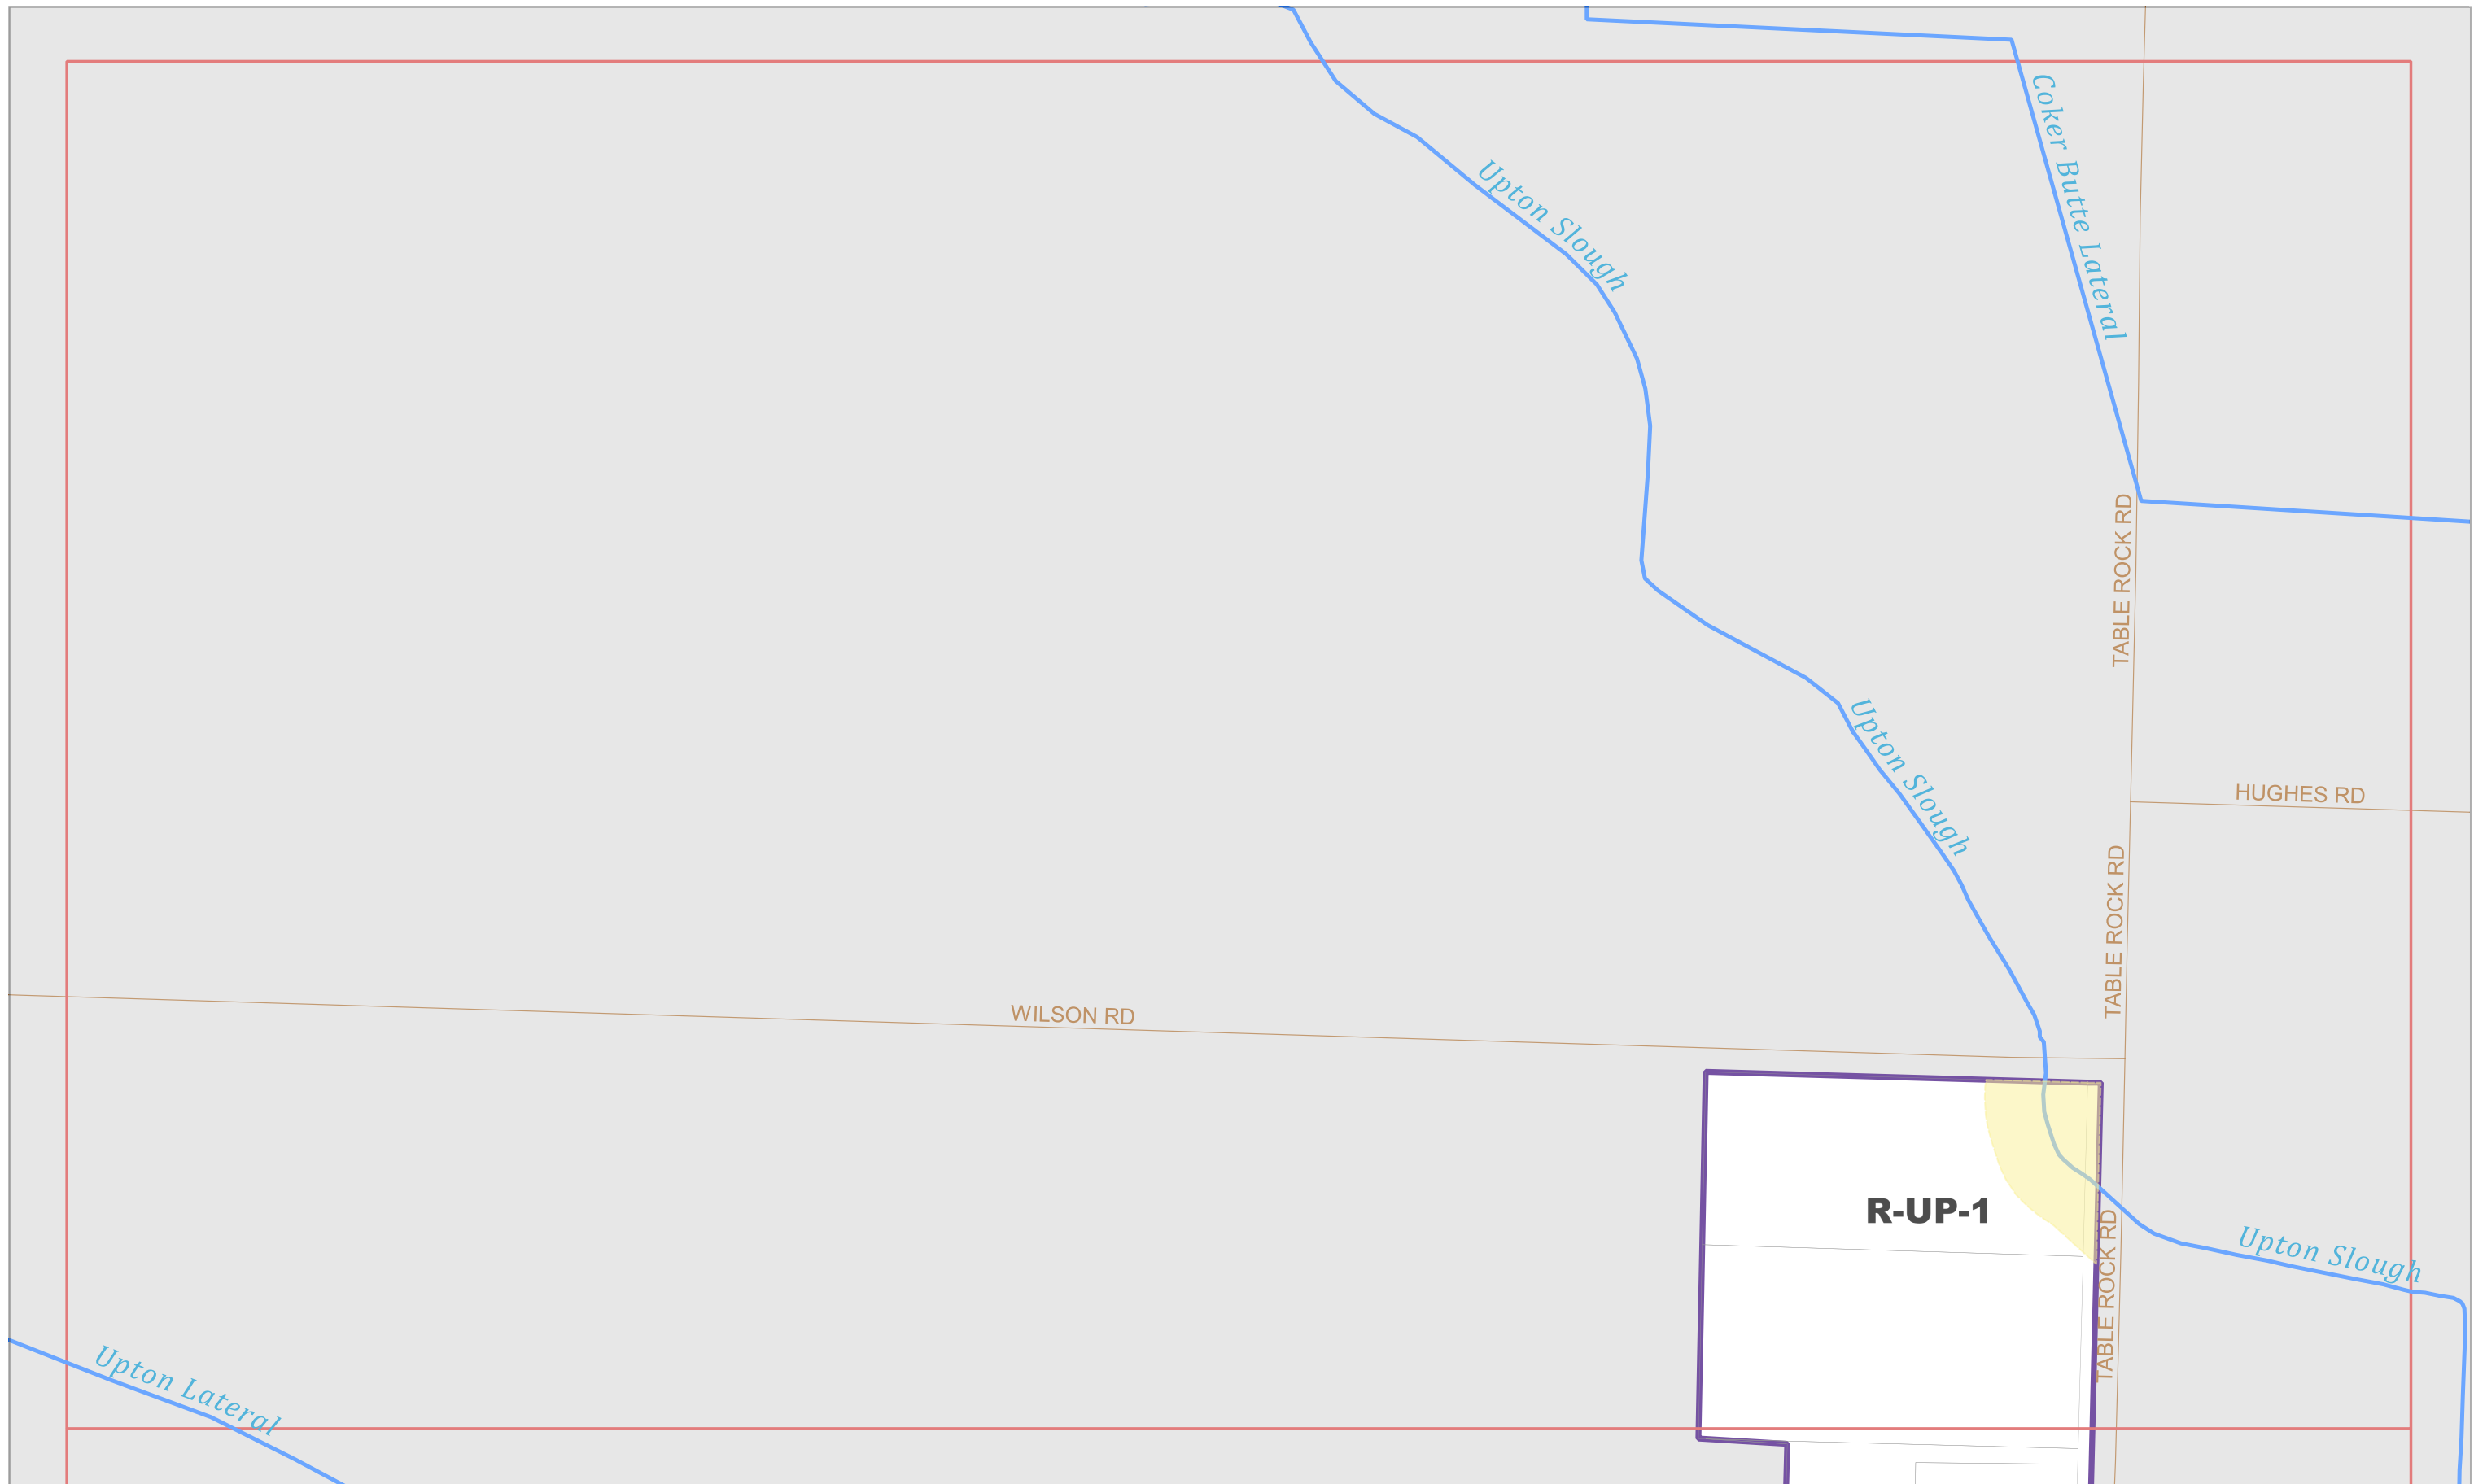 Coker Butte Lateral
Upton Slough
TABLE ROCK RD
Upton Slough
HUGHES RD
TABLE ROCK RD
WILSON RD
R-UP-1
TABLE ROCK RD
Upton Slough
Upton Lateral